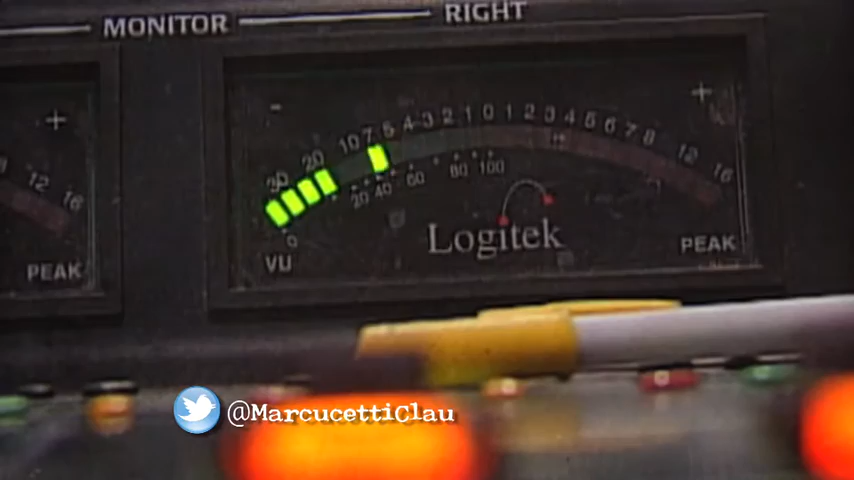 MONITOR
RIGHT
- +
30 20 10 7 5 4 3 2 1 0 1 2 3 4 5 6 7 8 12 16
0 20 40 60 80 100
VU
Logitek
PEAK
+
12 16
PEAK
@MarcucettiClau